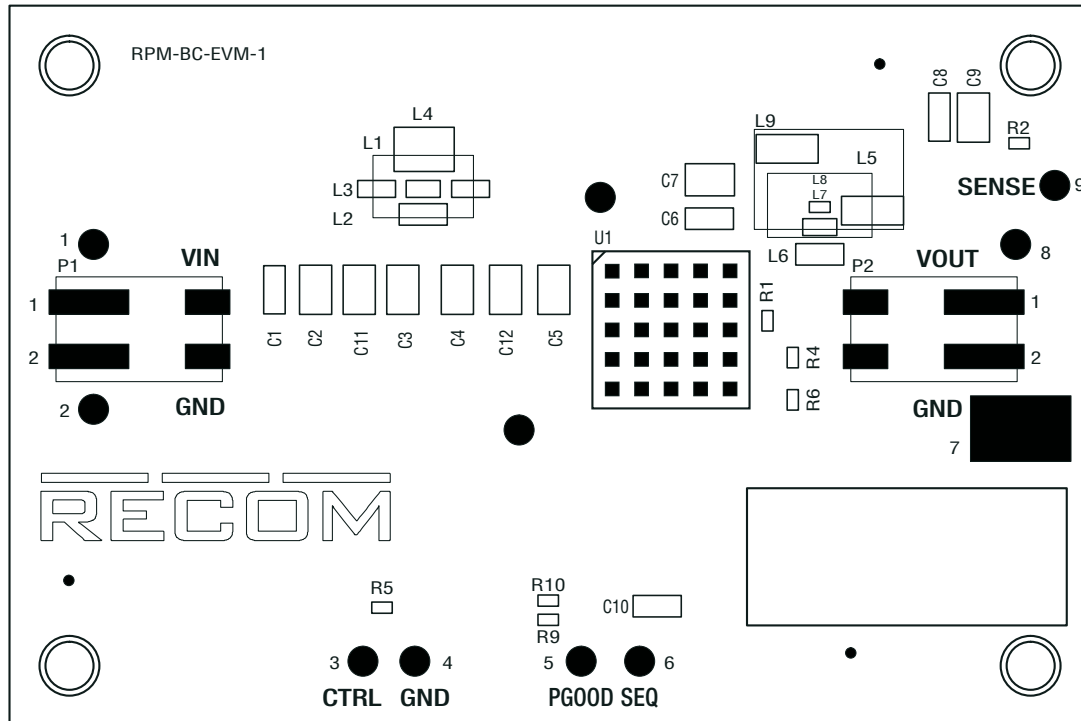 RPM-BC-EVM-1
C8
C9
L4
L1
L9
R2
L5
L3
C7
L8
L7
SENSE
9
L2
C6
U1
1
VIN
L6
VOUT
8
P1
P2
1
R1
1
C1
C2
C11
C3
C4
C12
C5
2
R4
2
R6
2
GND
GND
7
RECOM
R5
R10
C10
R9
3
4
5
6
CTRL
GND
PGOOD
SEQ